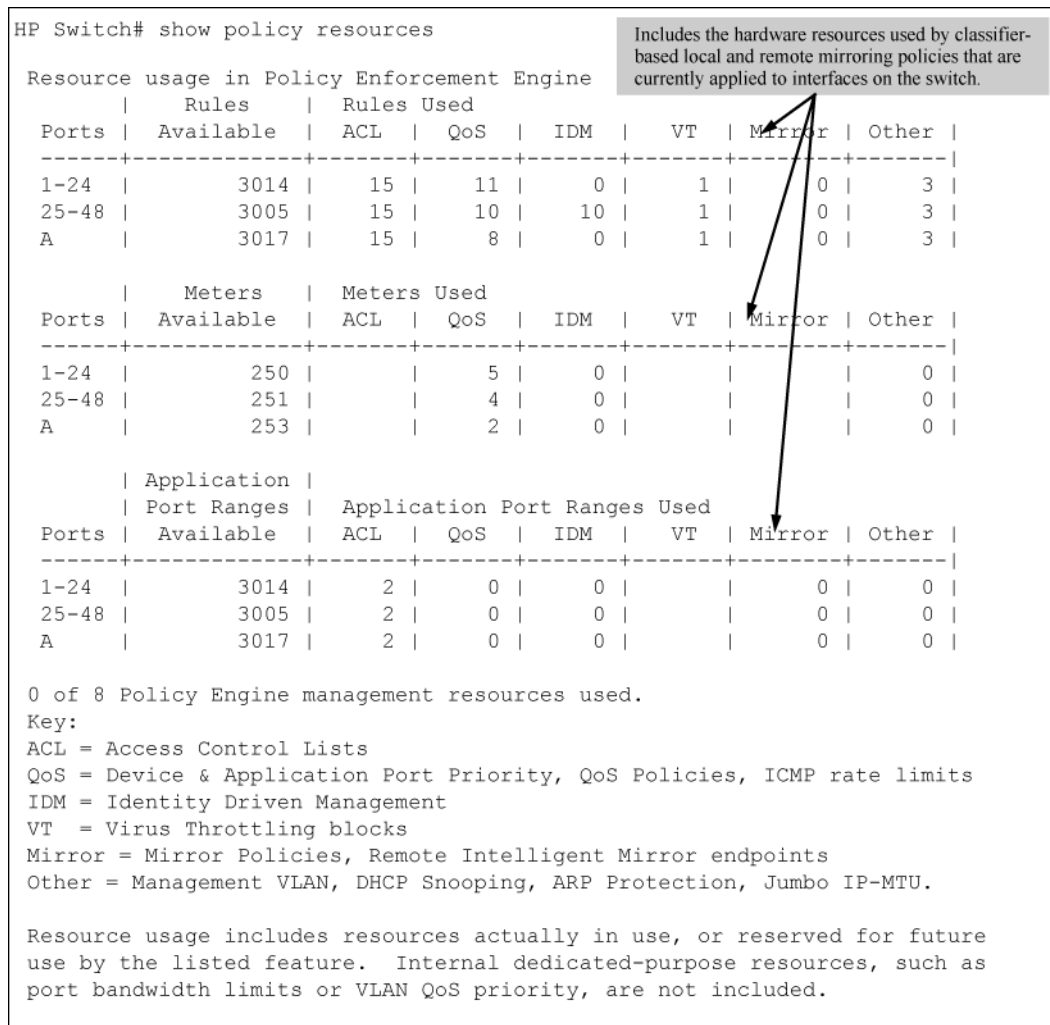 HP Switch# show policy resources
Includes the hardware resources used by classifier-
based local and remote mirroring policies that are
currently applied to interfaces on the switch.
Resource usage in Policy Enforcement Engine
| Rules | Rules Used
Ports | Available | ACL | QoS | IDM | VT | Mirror | Other |
------+-------------+-------+-------+-------+-------+--------+-------|
1-24 | 3014 | 15 | 11 | 0 | 1 | 0 | 3 |
25-48 | 3005 | 15 | 10 | 10 | 1 | 0 | 3 |
A | 3017 | 15 | 8 | 0 | 1 | 0 | 3 |
| Meters | Meters Used
Ports | Available | ACL | QoS | IDM | VT | Mirror | Other |
------+-------------+-------+-------+-------+-------+--------+-------|
1-24 | 250 | | 5 | 0 | | | 0 |
25-48 | 251 | | 4 | 0 | | | 0 |
A | 253 | | 2 | 0 | | | 0 |
| Application |
| Port Ranges | Application Port Ranges Used
Ports | Available | ACL | QoS | IDM | VT | Mirror | Other |
------+-------------+-------+-------+-------+-------+--------+-------|
1-24 | 3014 | 2 | 0 | 0 | | 0 | 0 |
25-48 | 3005 | 2 | 0 | 0 | | 0 | 0 |
A | 3017 | 2 | 0 | 0 | | 0 | 0 |
0 of 8 Policy Engine management resources used.
Key:
ACL = Access Control Lists
QoS = Device & Application Port Priority, QoS Policies, ICMP rate limits
IDM = Identity Driven Management
VT = Virus Throttling blocks
Mirror = Mirror Policies, Remote Intelligent Mirror endpoints
Other = Management VLAN, DHCP Snooping, ARP Protection, Jumbo IP-MTU.
Resource usage includes resources actually in use, or reserved for future
use by the listed feature. Internal dedicated-purpose resources, such as
port bandwidth limits or VLAN QoS priority, are not included.